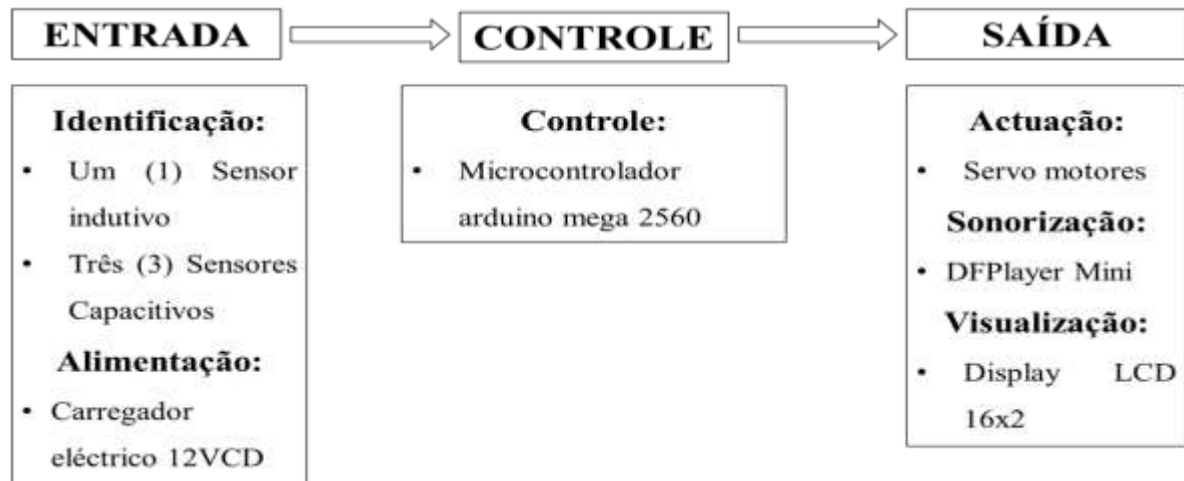 ENTRADA
CONTROLE
SAÍDA
Identificação:
• Um (1) Sensor
indutivo
• Três (3) Sensores
Capacitivos
Alimentação:
• Carregador
eléctrico 12VCD
Controle:
• Microcontrolador
arduino mega 2560
Actuação:
• Servo motores
Sonorização:
• DFPlayer Mini
Visualização:
• Display LCD
16x2